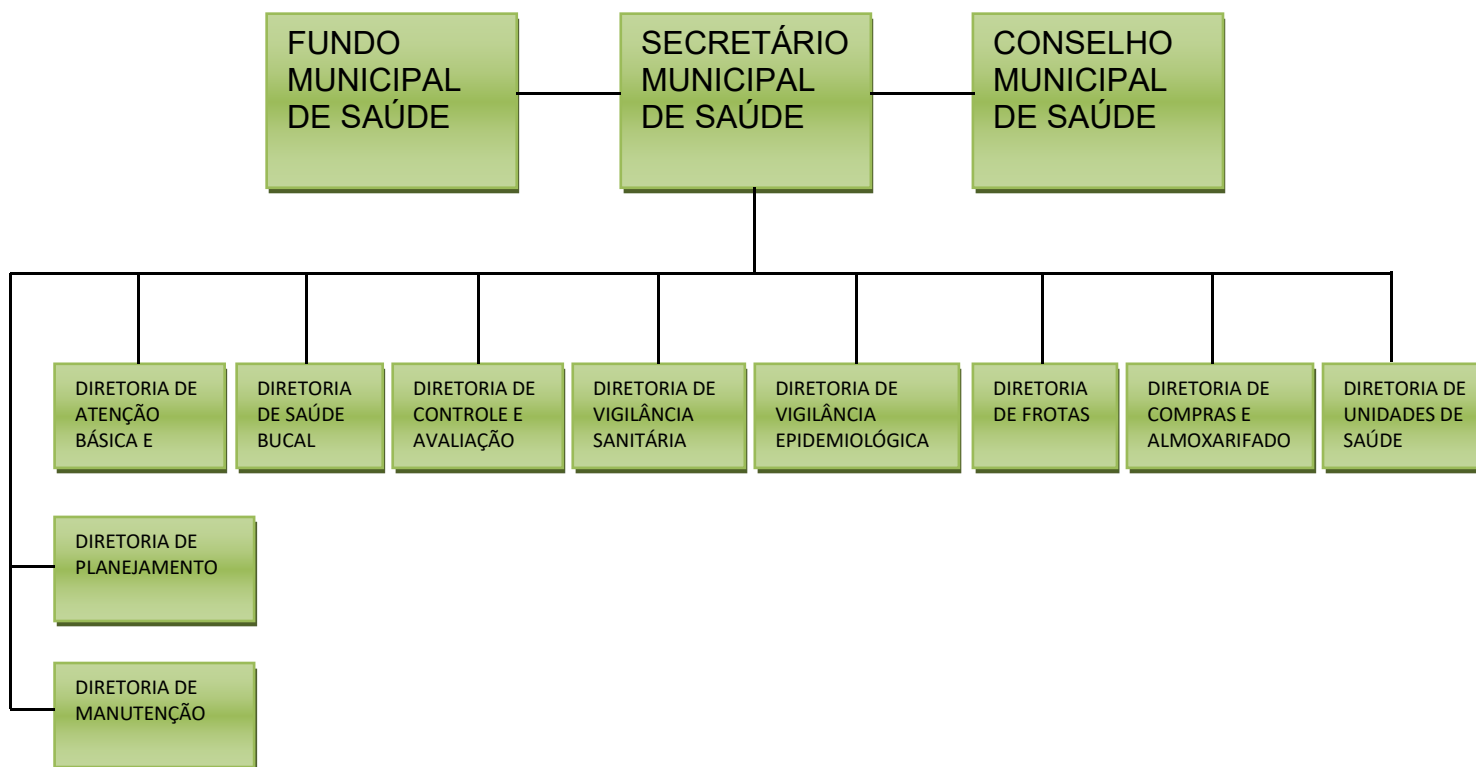 FUNDO
MUNICIPAL
DE SAÚDE
SECRETÁRIO
MUNICIPAL
DE SAÚDE
CONSELHO
MUNICIPAL
DE SAÚDE
DIRETORIA DE
ATENÇÃO
BÁSICA E
DIRETORIA
DE SAÚDE
BUCAL
DIRETORIA DE
CONTROLE E
AVALIAÇÃO
DIRETORIA DE
VIGILÂNCIA
SANITÁRIA
DIRETORIA DE
VIGILÂNCIA
EPIDEMIOLÓGICA
DIRETORIA
DE FROTAS
DIRETORIA DE
COMPRAS E
ALMOXARIFADO
DIRETORIA DE
UNIDADES DE
SAÚDE
DIRETORIA DE
PLANEJAMENTO
DIRETORIA DE
MANUTENÇÃO